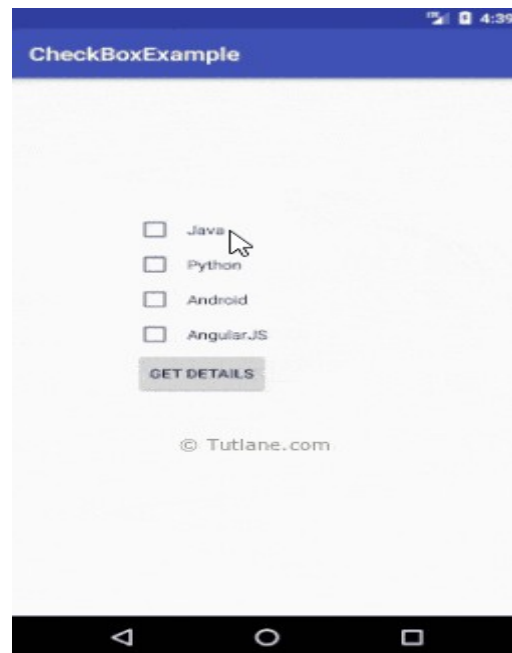 4:39
CheckBoxExample
Java
Python
Android
AngularJS
GET DETAILS
© Tutlane.com